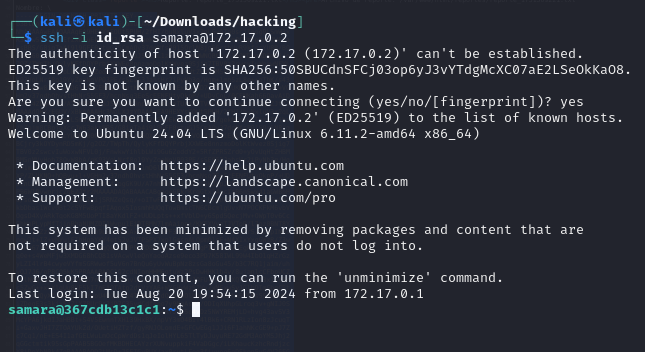 ┌──(kali㉿kali)-[~/Downloads/hacking]
└─$ ssh -i id_rsa samara@172.17.0.2
The authenticity of host '172.17.0.2 (172.17.0.2)' can't be established.
ED25519 key fingerprint is SHA256:50SBUCdnSFCj03op6yJ3vYTdgMcXC07aE2LSeOkKaO8.
This key is not known by any other names.
Are you sure you want to continue connecting (yes/no/[fingerprint])? yes
Warning: Permanently added '172.17.0.2' (ED25519) to the list of known hosts.
Welcome to Ubuntu 24.04 LTS (GNU/Linux 6.11.2-amd64 x86_64)

 * Documentation:  https://help.ubuntu.com
 * Management:     https://landscape.canonical.com
 * Support:        https://ubuntu.com/pro

This system has been minimized by removing packages and content that are
not required on a system that users do not log into.

To restore this content, you can run the 'unminimize' command.
Last login: Tue Aug 20 19:54:15 2024 from 172.17.0.1
samara@367cdb13c1c1:~$